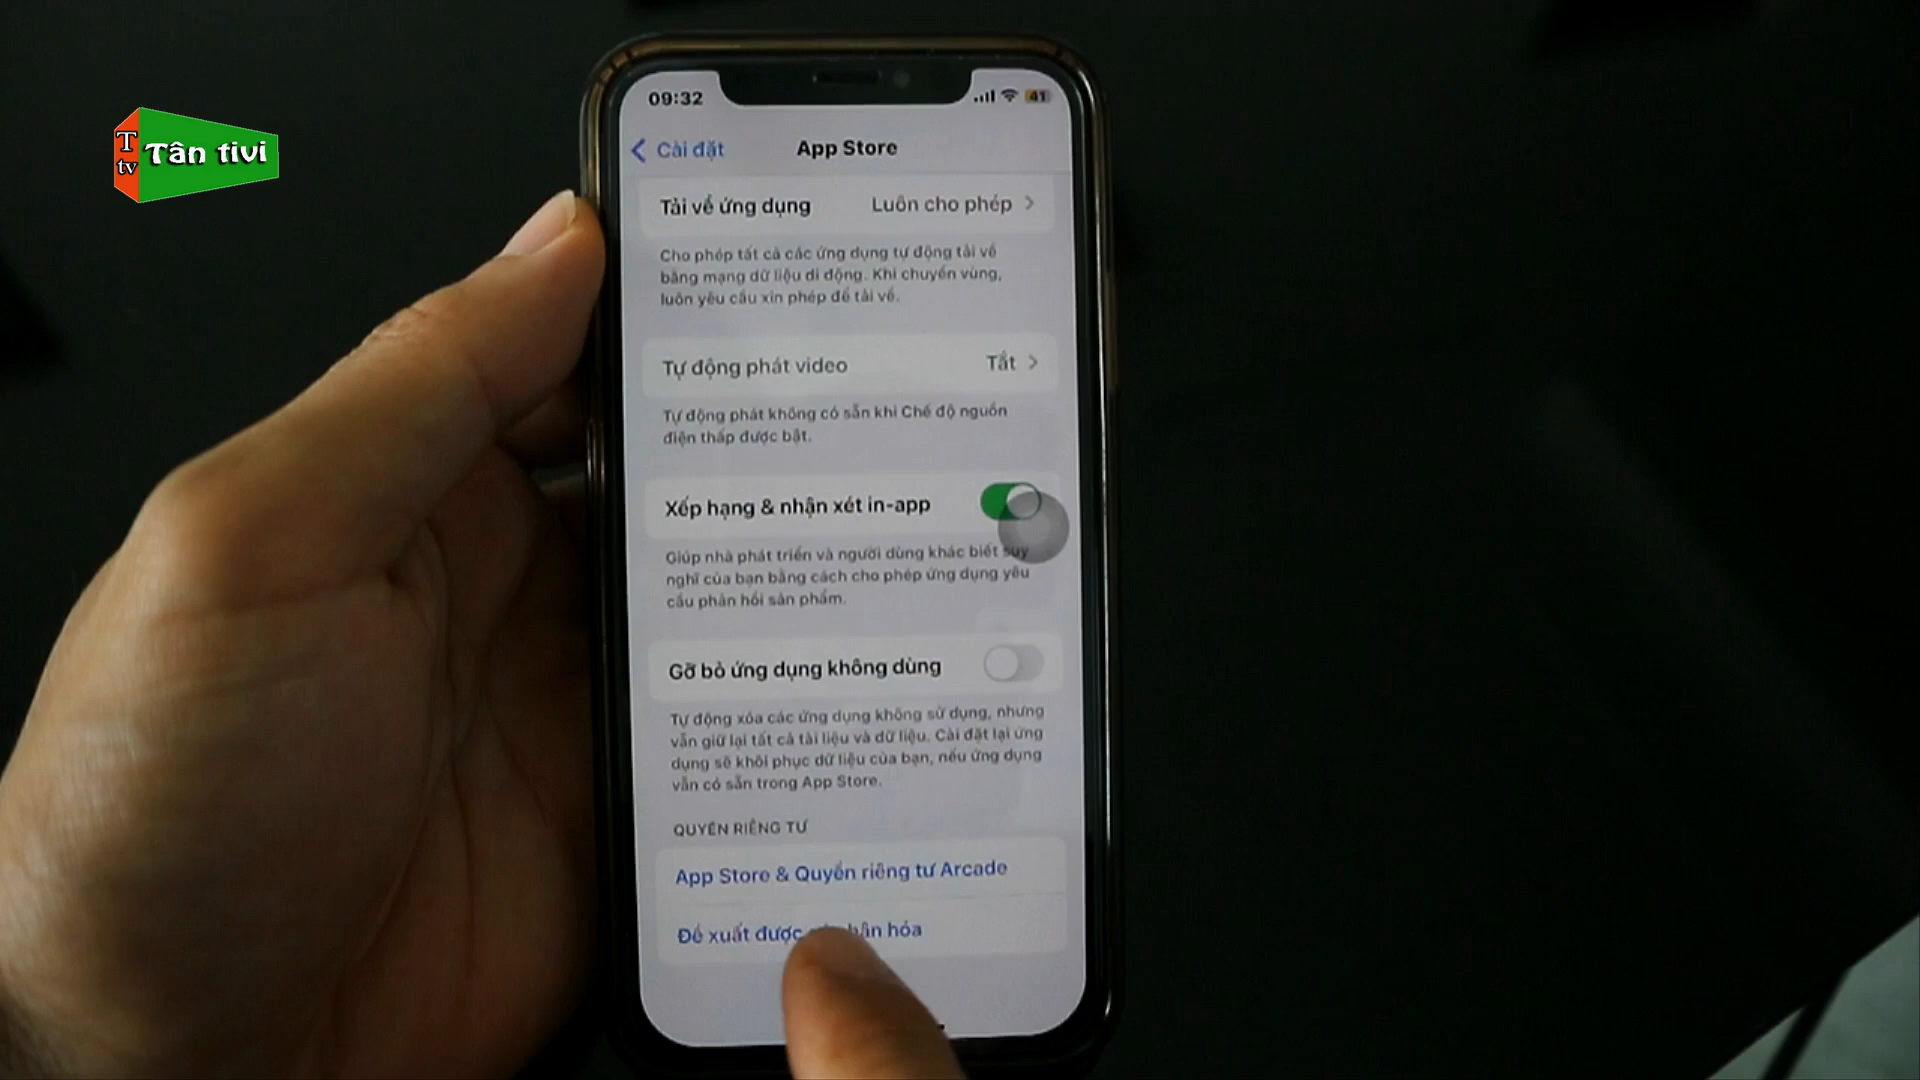 T
tv
Tân tivi
09:32
41
Cài đặt
App Store
Tải về ứng dụng
Luôn cho phép
Cho phép tất cả các ứng dụng tự động tải về
bằng mạng dữ liệu di động. Khi chuyển vùng,
luôn yêu cầu xin phép để tải về.
Tự động phát video
Tắt
Tự động phát không có sẵn khi Chế độ nguồn
điện thấp được bật.
Xếp hạng & nhận xét in-app
Giúp nhà phát triển và người dùng khác biết suy
nghĩ của bạn bằng cách cho phép ứng dụng yêu
cầu phản hồi sản phẩm.
Gỡ bỏ ứng dụng không dùng
Tự động xóa các ứng dụng không sử dụng, nhưng
vẫn giữ lại tất cả tài liệu và dữ liệu. Cài đặt lại ứng
dụng sẽ khôi phục dữ liệu của bạn, nếu ứng dụng
vẫn có sẵn trong App Store.
QUYỀN RIÊNG TƯ
App Store & Quyền riêng tư Arcade
Đề xuất được hóa